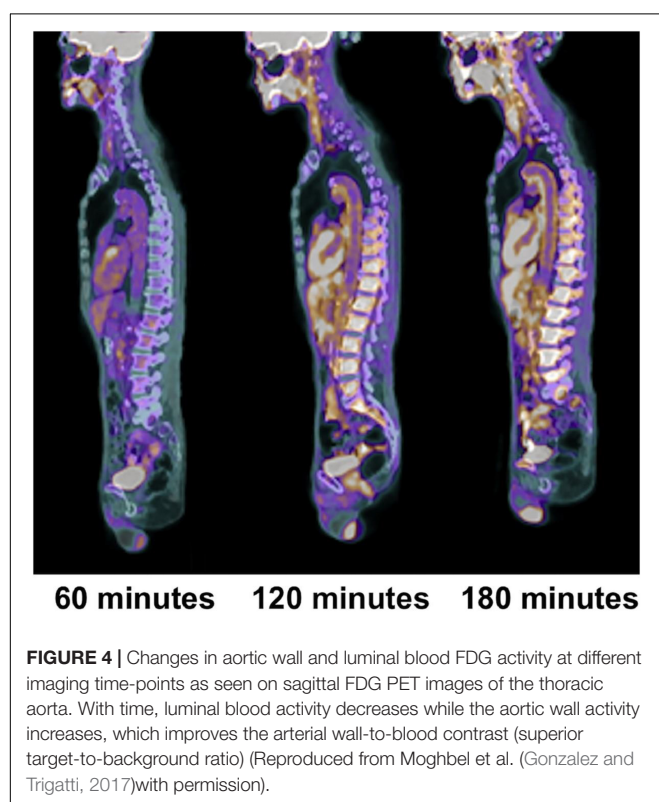 60 minutes 120 minutes 180 minutes
FIGURE 4 | Changes in aortic wall and luminal blood FDG activity at different
imaging time-points as seen on sagittal FDG PET images of the thoracic
aorta. With time, luminal blood activity decreases while the aortic wall activity
increases, which improves the arterial wall-to-blood contrast (superior
target-to-background ratio) (Reproduced from Moghbel et al. (Gonzalez and
Trigatti, 2017)with permission).